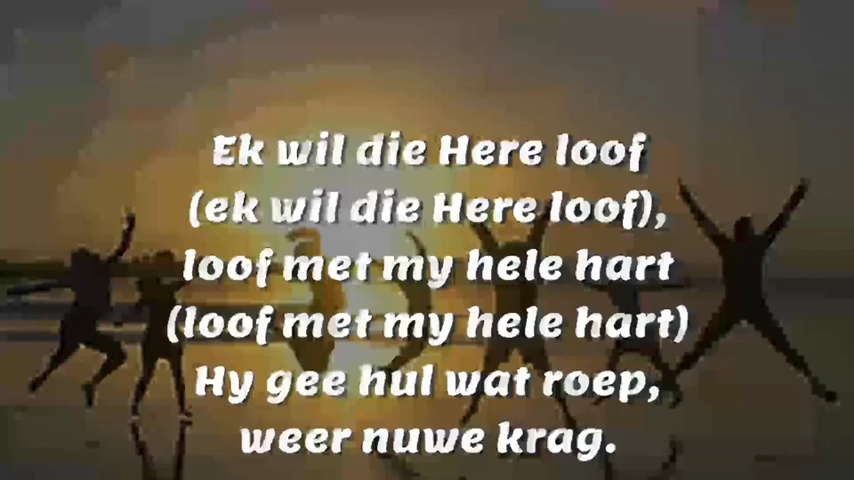 Ek wil die Here loof
(ek wil die Here loof),
loof met my hele hart
(loof met my hele hart)
Hy gee hul wat roep,
weer nuwe krag.